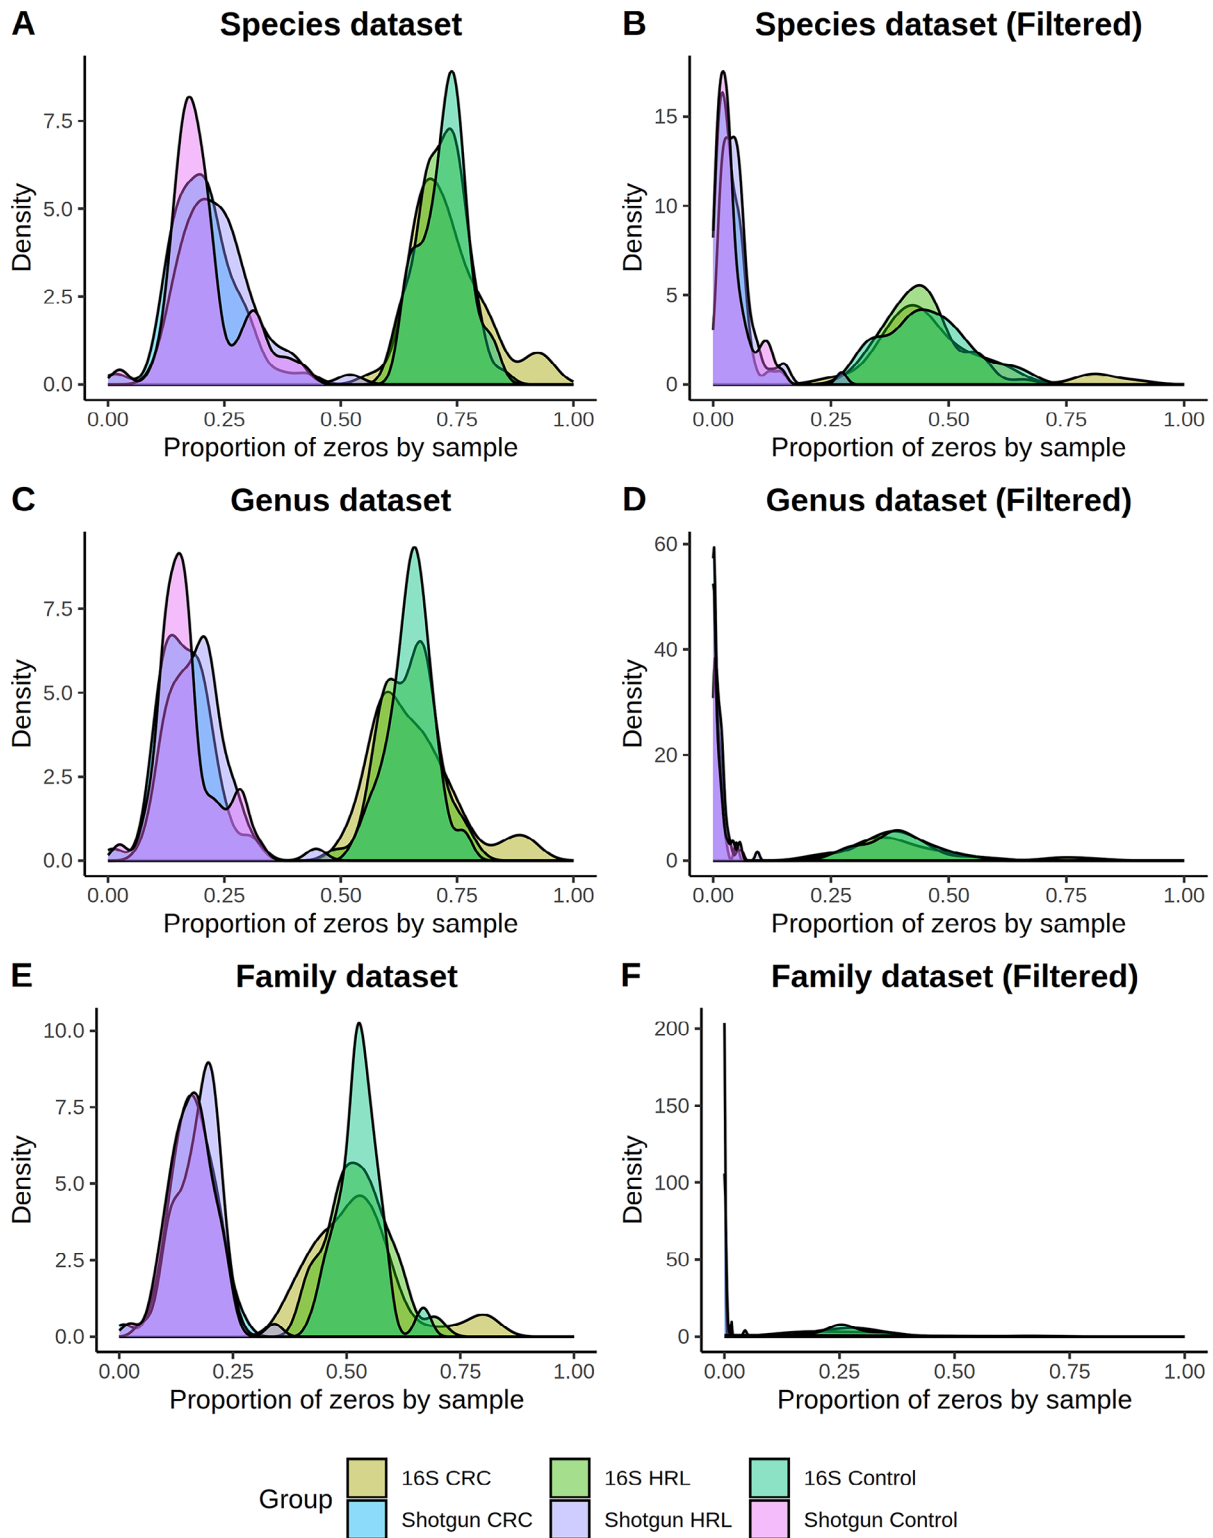 A Species dataset
7.5
5.0
2.5
0.0
Density
0.00 0.25 0.50 0.75 1.00
Proportion of zeros by sample
B Species dataset (Filtered)
15
10
5
0
Density
0.00 0.25 0.50 0.75 1.00
Proportion of zeros by sample
C Genus dataset
7.5
5.0
2.5
0.0
Density
0.00 0.25 0.50 0.75 1.00
Proportion of zeros by sample
D Genus dataset (Filtered)
60
40
20
0
Density
0.00 0.25 0.50 0.75 1.00
Proportion of zeros by sample
E Family dataset
10.0
7.5
5.0
2.5
0.0
Density
0.00 0.25 0.50 0.75 1.00
Proportion of zeros by sample
F Family dataset (Filtered)
200
150
100
50
0
Density
0.00 0.25 0.50 0.75 1.00
Proportion of zeros by sample
Group
16S CRC 16S HRL 16S Control
Shotgun CRC Shotgun HRL Shotgun Control